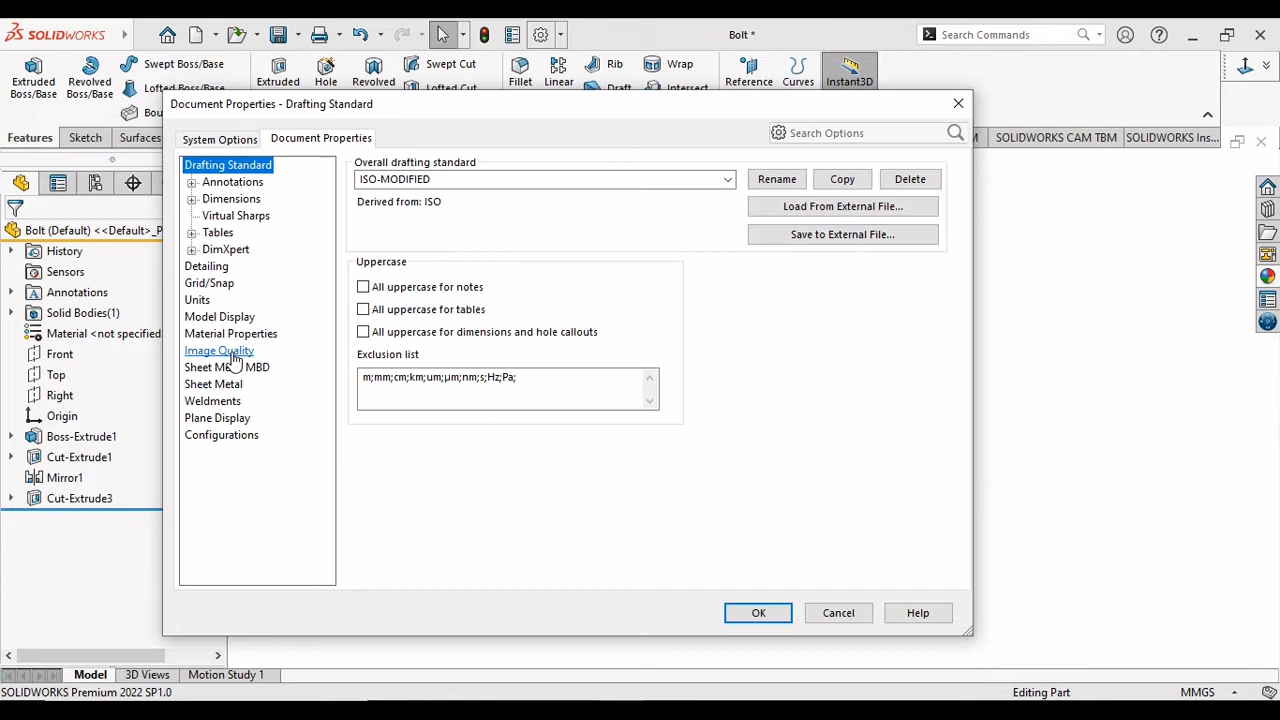 SOLIDWORKS
Bolt *
Search Commands
Extruded Boss/Base
Revolved Boss/Base
Swept Boss/Base
Lofted Boss/Base
Bou
Extruded
Hole
Revolved
Swept Cut
Lofted Cut
Fillet
Linear
Rib
Draft
Wrap
Intersect
Reference
Curves
Instant3D
Features
Sketch
Surfaces
SOLIDWORKS CAM TBM
SOLIDWORKS Ins...
Document Properties - Drafting Standard
System Options
Document Properties
Search Options
Drafting Standard
Annotations
Dimensions
Virtual Sharps
Tables
DimXpert
Detailing
Grid/Snap
Units
Model Display
Material Properties
Image Quality
Sheet M MBD
Sheet Metal
Weldments
Plane Display
Configurations
Overall drafting standard
ISO-MODIFIED
Rename
Copy
Delete
Derived from: ISO
Load From External File...
Save to External File...
Uppercase
All uppercase for notes
All uppercase for tables
All uppercase for dimensions and hole callouts
Exclusion list
m;mm;cm;km;um;µm;nm;s;Hz;Pa;
OK
Cancel
Help
Bolt (Default) <<Default>_P
History
Sensors
Annotations
Solid Bodies(1)
Material <not specified
Front
Top
Right
Origin
Boss-Extrude1
Cut-Extrude1
Mirror1
Cut-Extrude3
Model
3D Views
Motion Study 1
SOLIDWORKS Premium 2022 SP1.0
Editing Part
MMGS